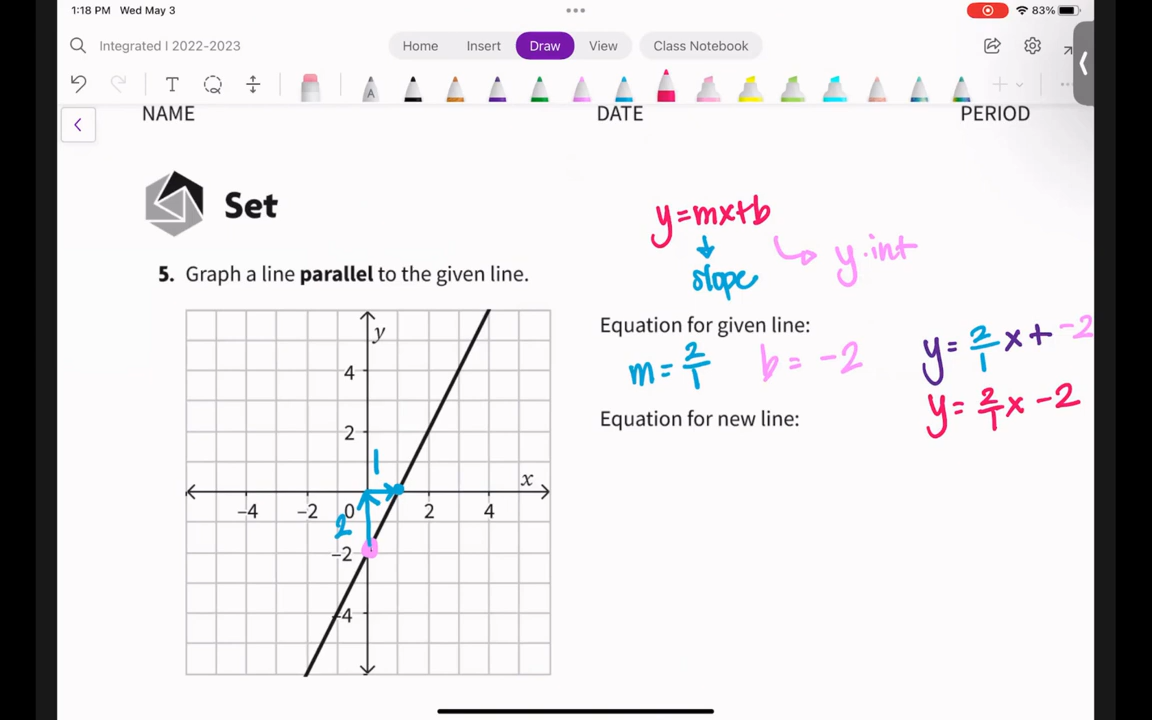 1:18 PM Wed May 3
83%
Integrated I 2022-2023
Home Insert Draw View Class Notebook
T
A
NAME DATE PERIOD
Set
y=mx+b
slope
y-int
5. Graph a line parallel to the given line.
Equation for given line:
m = 2/1 b = -2
y = 2/1 x + -2
y = 2/1 x - 2
Equation for new line:
y
4
2
1
x
-4 -2 0 2 4
2
-2
-4